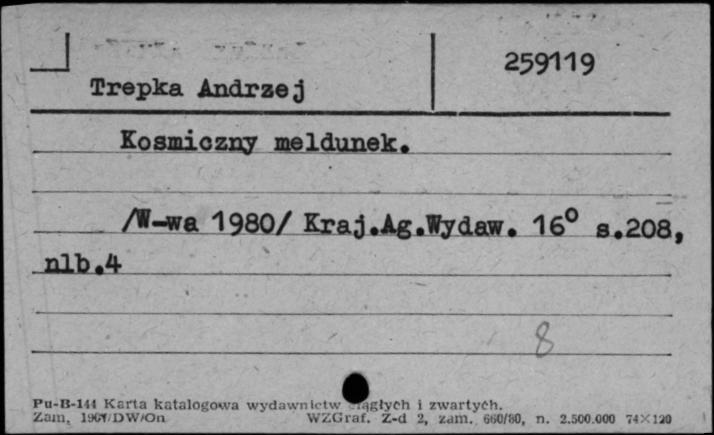 259119
Trepka Andrzej
Kosmiczny meldunek.
/W-wa 1980/ Kraj.Ag.Wydaw. 16° s.208,
nlb.4
8
Pu-B-144 Karta katalogowa wydawnictw ciągłych i zwartych.
Zam. DW/On WZGraf. Z-d 2, zam. 660/80, n. 2.500.000 74×120